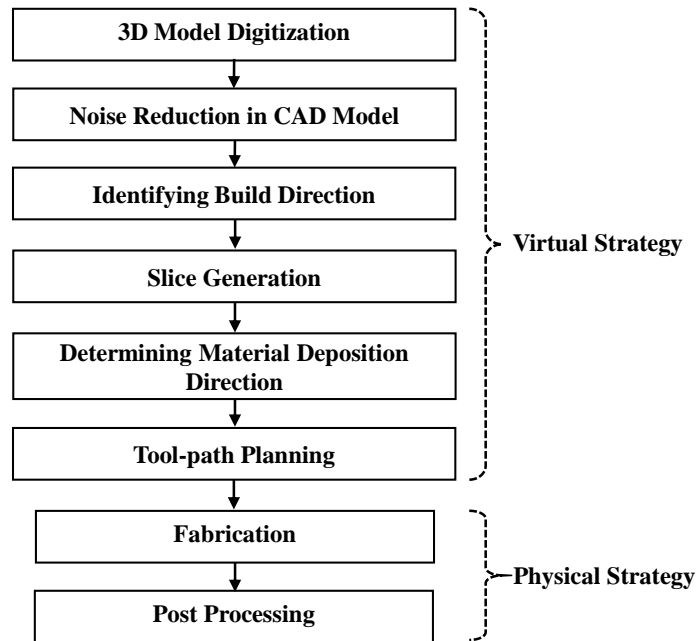 3D Model Digitization
Noise Reduction in CAD Model
Identifying Build Direction
Slice Generation
Determining Material Deposition
Direction
Tool-path Planning
Virtual Strategy
Fabrication
Post Processing
Physical Strategy